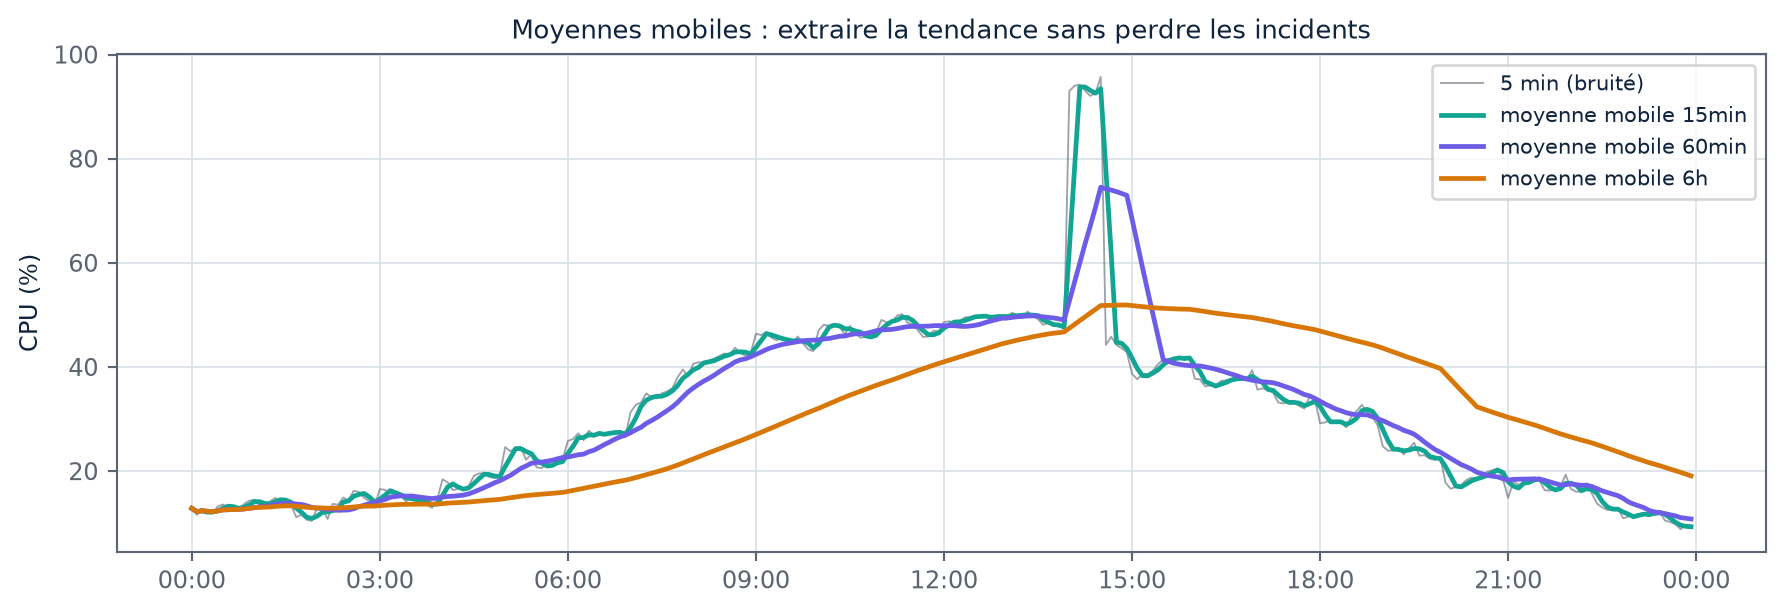 Moyennes mobiles : extraire la tendance sans perdre les incidents
100
80
60
40
20
CPU (%)
5 min (bruité)
moyenne mobile 15min
moyenne mobile 60min
moyenne mobile 6h
00:00 03:00 06:00 09:00 12:00 15:00 18:00 21:00 00:00